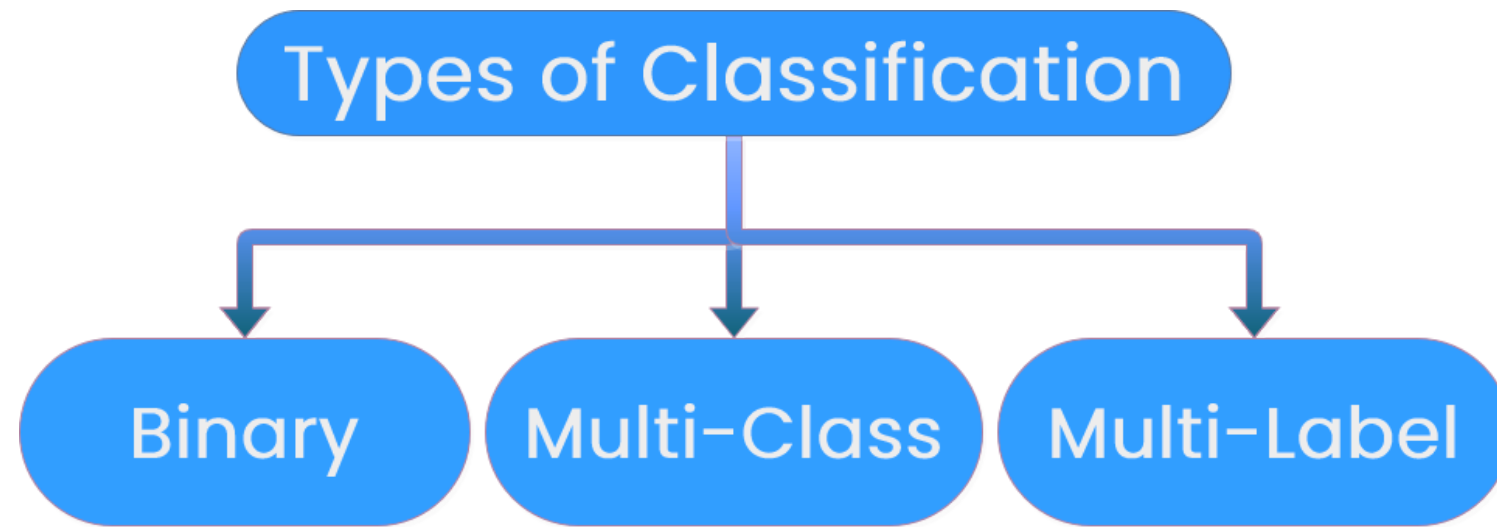 Types of Classification
Binary
Multi-Class
Multi-Label